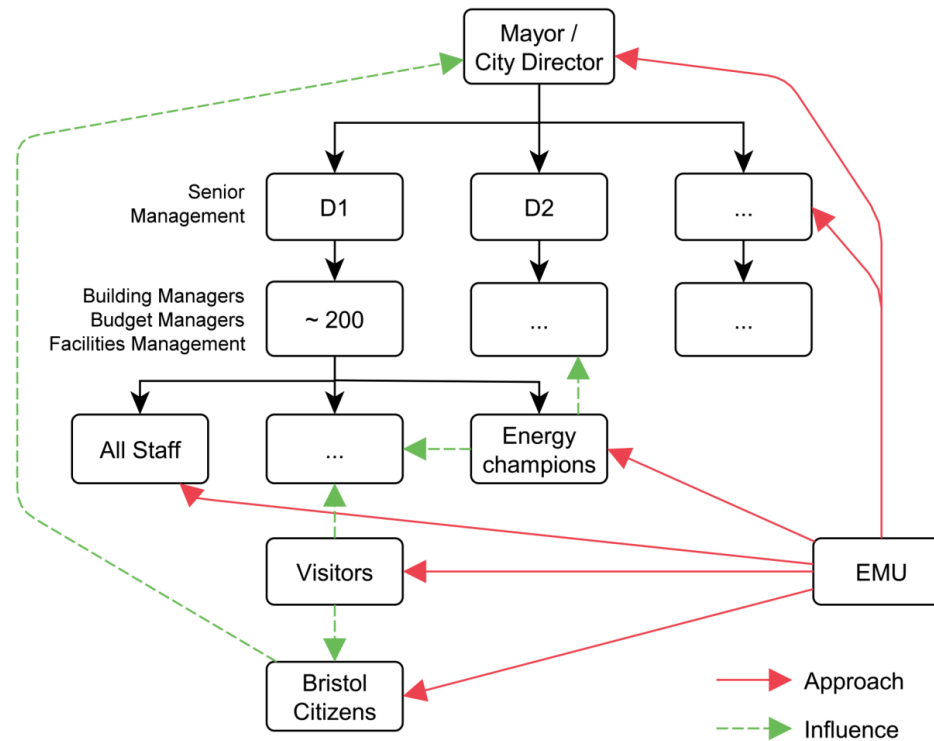 Mayor /
City Director
Senior
Management
D1
D2
...
Building Managers
Budget Managers
Facilities Management
~ 200
...
...
All Staff
...
Energy
champions
Visitors
EMU
Bristol
Citizens
Approach
Influence